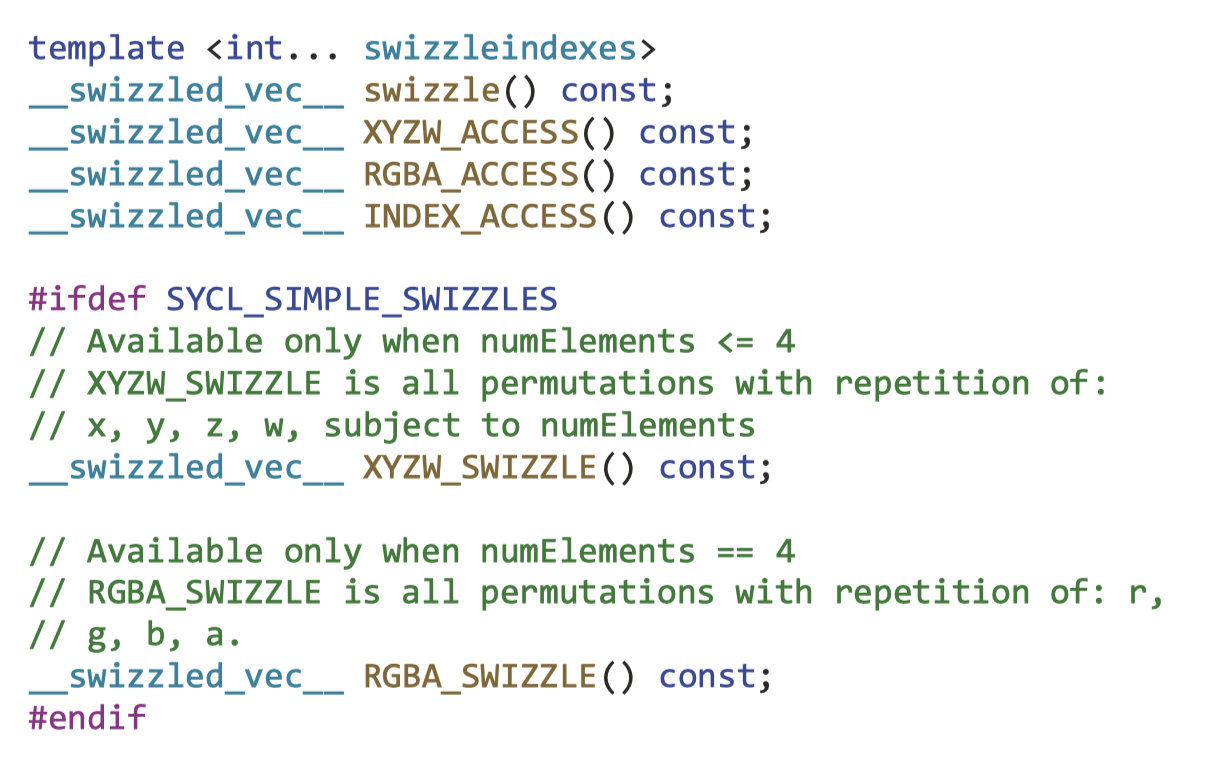 template <int... swizzleindexes>
__swizzled_vec__ swizzle() const;
__swizzled_vec__ XYZW_ACCESS() const;
__swizzled_vec__ RGBA_ACCESS() const;
__swizzled_vec__ INDEX_ACCESS() const;

#ifdef SYCL_SIMPLE_SWIZZLES
// Available only when numElements <= 4
// XYZW_SWIZZLE is all permutations with repetition of:
// x, y, z, w, subject to numElements
__swizzled_vec__ XYZW_SWIZZLE() const;

// Available only when numElements == 4
// RGBA_SWIZZLE is all permutations with repetition of: r,
// g, b, a.
__swizzled_vec__ RGBA_SWIZZLE() const;
#endif